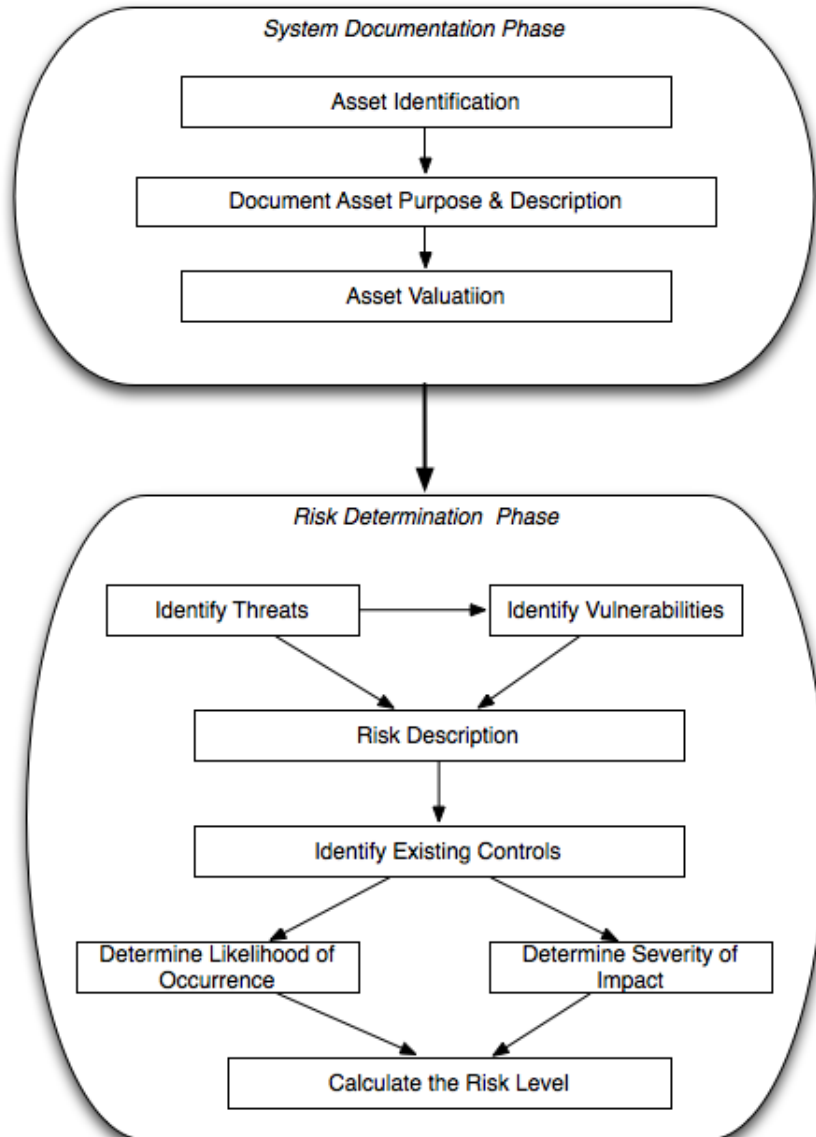 System Documentation Phase
Asset Identification
Document Asset Purpose & Description
Asset Valuatiion
Risk Determination Phase
Identify Threats
Identify Vulnerabilities
Risk Description
Identify Existing Controls
Determine Likelihood of
Occurrence
Determine Severity of
Impact
Calculate the Risk Level